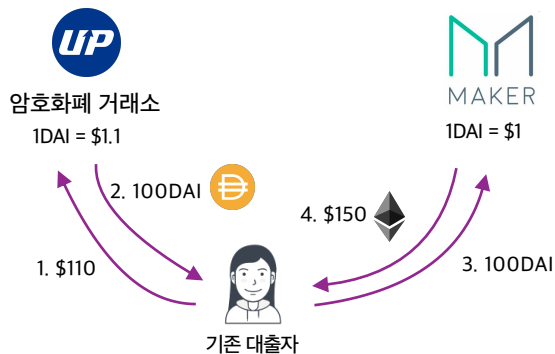 UP
암호화폐 거래소
1DAI = $1.1
MAKER
1DAI = $1
2. 100DAI
4. $150
1. $110
3. 100DAI
기존 대출자